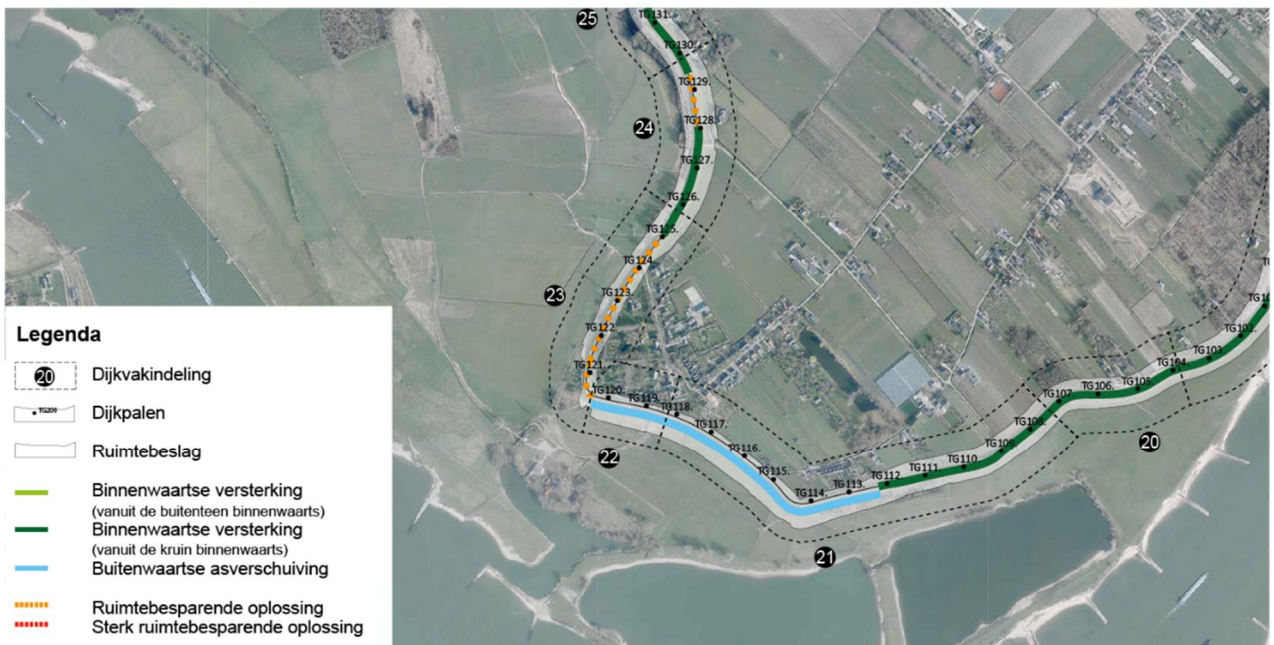 25
TG131.
TG130.
TG129.
24
TG128.
TG127.
TG126.
TG125.
TG124.
23
TG123.
TG122.
TG121.
TG120.
TG119.
TG118.
TG117.
TG116.
TG115.
TG114.
TG113.
TG112.
TG111.
TG110.
TG109.
TG108.
TG107.
TG106.
TG105.
TG104.
TG103.
TG102.
20
22
21
Legenda
20 Dijkvakindeling
TG209 Dijkpalen
Ruimtebeslag
Binnenwaartse versterking
(vanuit de buitenteen binnenwaarts)
Binnenwaartse versterking
(vanuit de kruin binnenwaarts)
Buitenwaartse asverschuiving
Ruimtebesparende oplossing
Sterk ruimtebesparende oplossing